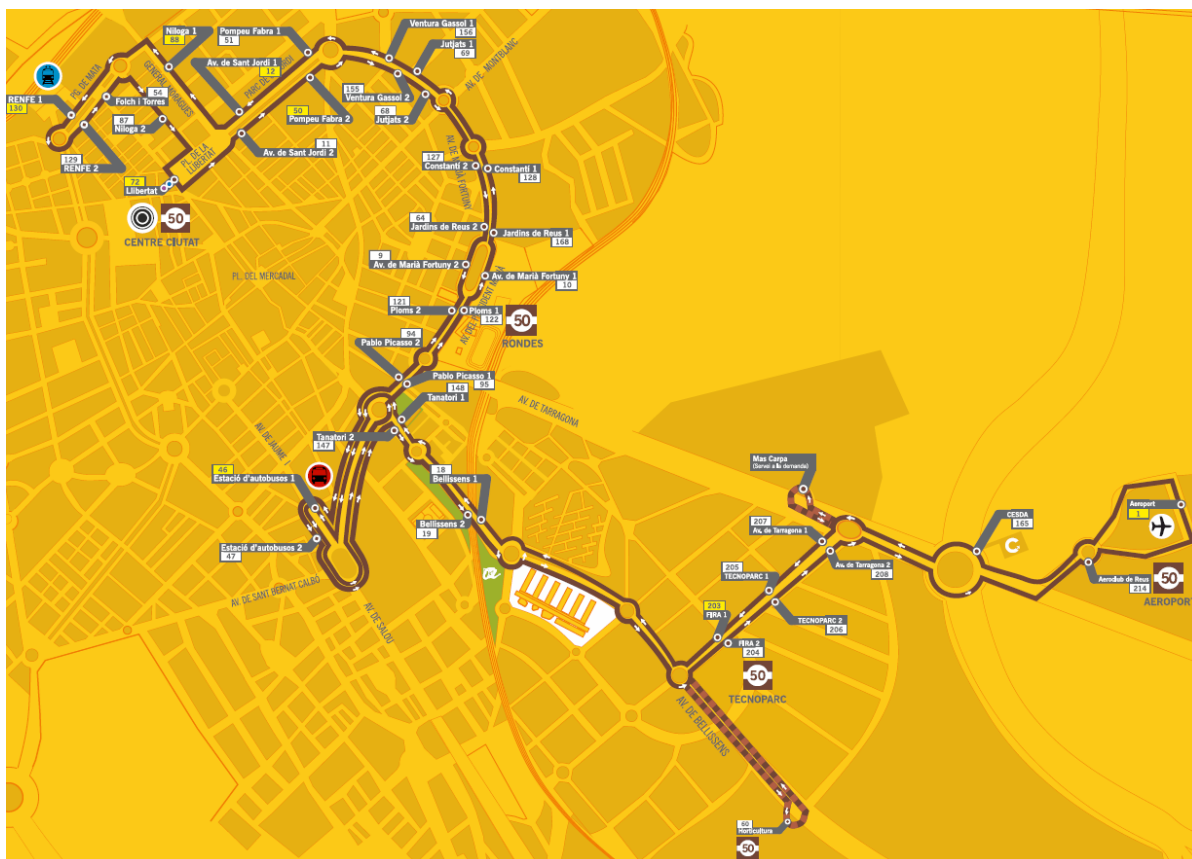 Niloga 1
88
Pompeu Fabra 1
51
Ventura Gassol 1
156
Jutjats 1
69
Av. de Sant Jordi 1
12
PG. DE MATA
GENERAL MORAGUES
AV. DE MONTBLANC
RENFE 1
130
54
Folch i Torres
87
Niloga 2
155
Ventura Gassol 2
68
Jutjats 2
50
Pompeu Fabra 2
11
Av. de Sant Jordi 2
129
RENFE 2
PL. DE LA LLIBERTAT
72
Llibertat
127
Constantí 2
Constantí 1
128
AV. DE MARIÀ FORTUNY
50
CENTRE CIUTAT
64
Jardins de Reus 2
Jardins de Reus 1
168
9
Av. de Marià Fortuny 2
Av. de Marià Fortuny 1
10
PL. DEL MERCADAL
121
Ploms 2
Ploms 1
122
50
RONDES
94
Pablo Picasso 2
Pablo Picasso 1
95
148
Tanatori 1
AV. DE TARRAGONA
Tanatori 2
147
AV. DE JAUME I
46
Estació d'autobusos 1
18
Bellissens 1
Bellissens 2
19
Estació d'autobusos 2
47
AV. DE SANT BERNAT CALBÓ
AV. DE SALOU
Mas Carpa
(Servei a la demanda)
207
Av. de Tarragona 1
Av. de Tarragona 2
208
CESDA
165
Aeroport
1
Aeroclub de Reus
214
50
AEROPORT
205
TECNOPARC 1
TECNOPARC 2
206
203
FIRA 1
FIRA 2
204
50
TECNOPARC
AV. DE BELLISSENS
60
Horticultura
50